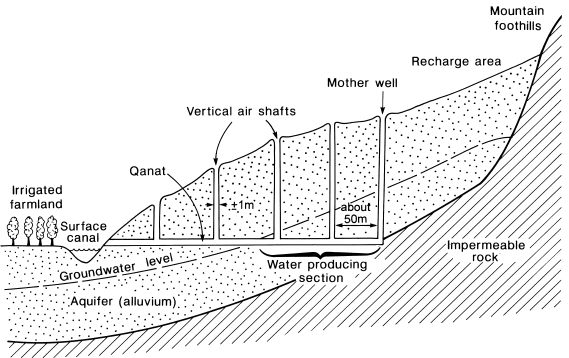 Mountain
foothills
Recharge area
Mother well
Vertical air shafts
Qanat
Irrigated
farmland
Surface
canal
±1m
about
50m
Groundwater level
Water producing
section
Impermeable
rock
Aquifer (alluvium)